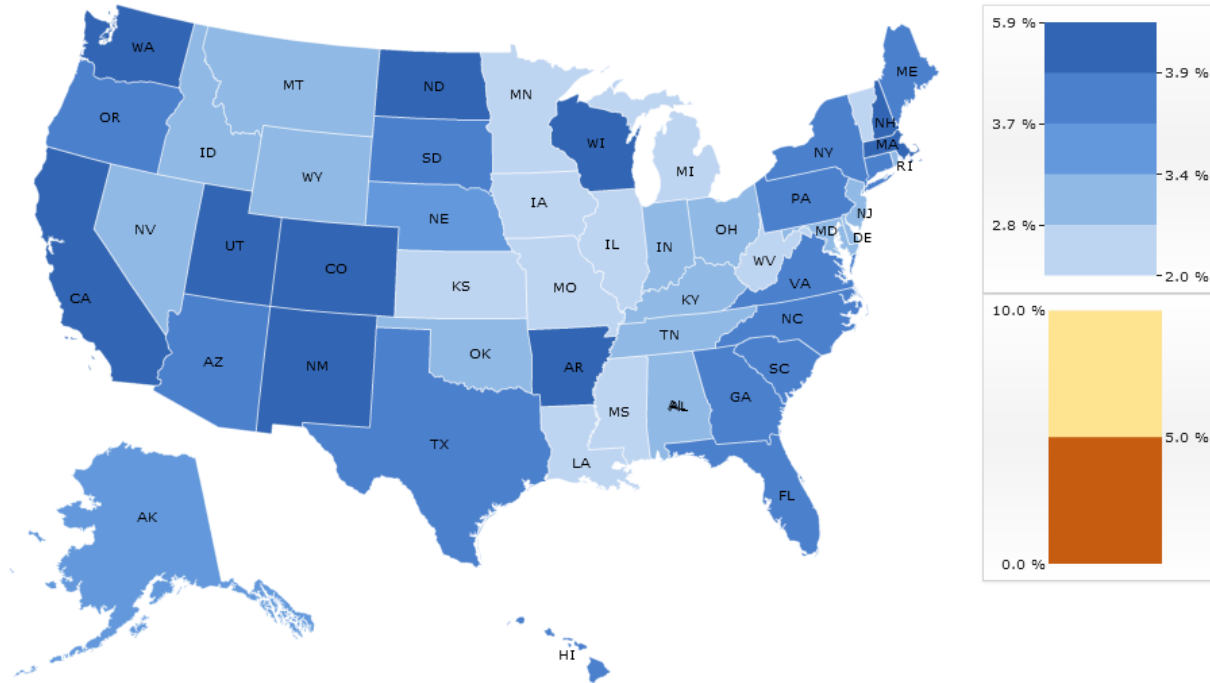 WA
MT
ND
MN
ME
OR
ID
SD
WI
NH
MA
NY
RI
WY
MI
PA
NE
IA
NJ
NV
UT
IL
IN
OH
MD
DE
CO
KS
MO
WV
VA
CA
KY
NC
AZ
NM
OK
TN
AR
SC
MS
AL
GA
TX
LA
FL
AK
HI
5.9 %
3.9 %
3.7 %
3.4 %
2.8 %
2.0 %
10.0 %
5.0 %
0.0 %